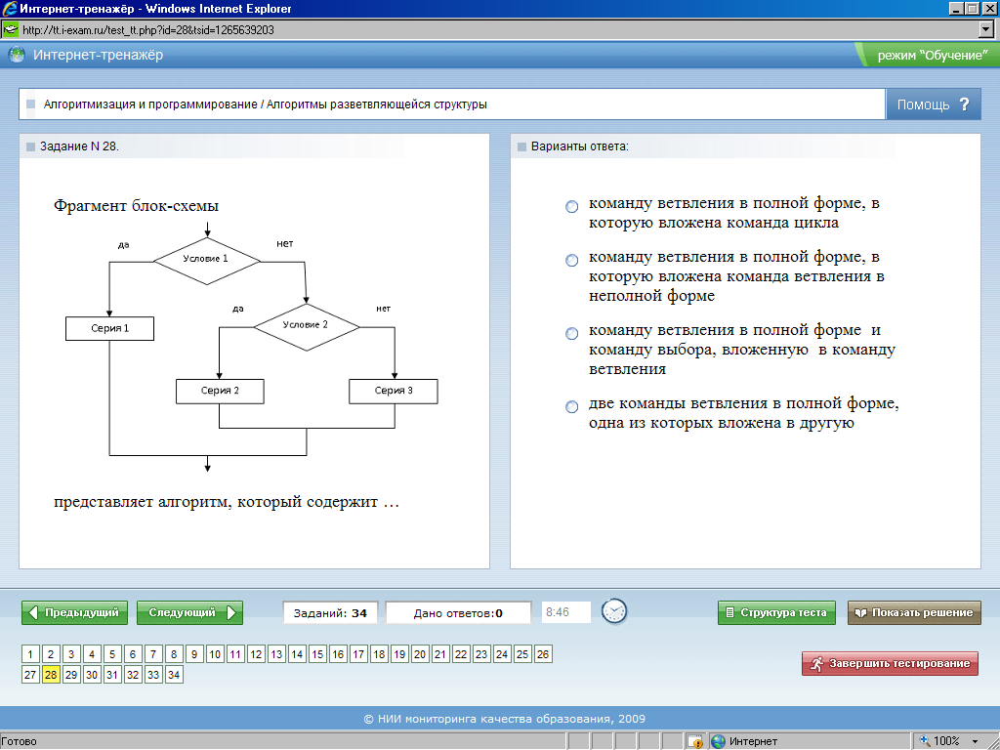 Интернет-тренажёр - Windows Internet Explorer
http://tt.i-exam.ru/test_tt.php?id=28&tsid=1265639203
Интернет-тренажёр
режим "Обучение"
Алгоритмизация и программирование / Алгоритмы разветвляющейся структуры
Помощь ?
Задание N 28.
Фрагмент блок-схемы
да
нет
Условие 1
Серия 1
да
нет
Условие 2
Серия 2
Серия 3
представляет алгоритм, который содержит …
Варианты ответа:
команду ветвления в полной форме, в
которую вложена команда цикла
команду ветвления в полной форме, в
которую вложена команда ветвления в
неполной форме
команду ветвления в полной форме и
команду выбора, вложенную в команду
ветвления
две команды ветвления в полной форме,
одна из которых вложена в другую
Предыдущий
Следующий
Заданий: 34
Дано ответов:0
8:46
Структура теста
Показать решение
1 2 3 4 5 6 7 8 9 10 11 12 13 14 15 16 17 18 19 20 21 22 23 24 25 26
27 28 29 30 31 32 33 34
Завершить тестирование
© НИИ мониторинга качества образования, 2009
Готово
Интернет
100%